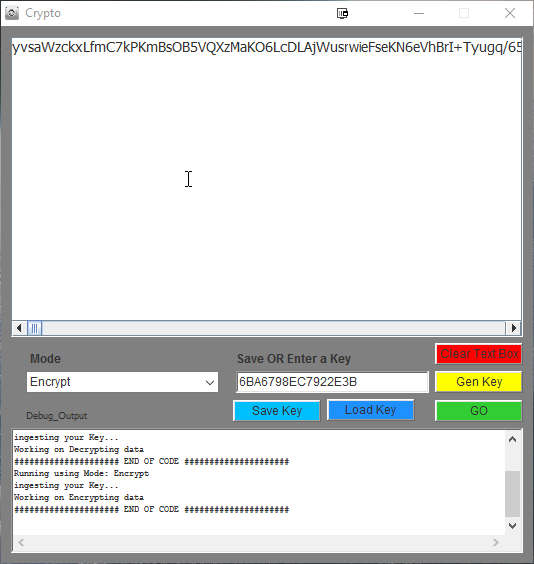 Crypto
yvsaWzckxLfmC7kPKmBsOB5VQXzMaKO6LcDLAjWusrwieFseKN6eVhBrI+Tyugq/65
Mode
Save OR Enter a Key
Clear Text Box
Encrypt
6BA6798EC7922E3B
Gen Key
Debug_Output
Save Key
Load Key
GO
ingesting your Key...
Working on Decrypting data
##################### END OF CODE #####################
Running using Mode: Encrypt
ingesting your Key...
Working on Encrypting data
##################### END OF CODE #####################